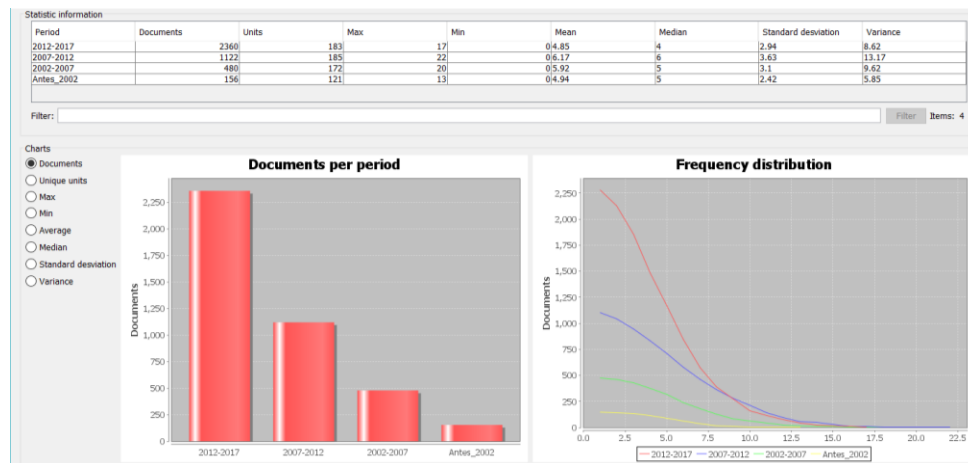 Statistic information
Period Documents Units Max Min Mean Median Standard desviation Variance
2012-2017 2360 183 17 0 4.85 4 2.94 8.62
2007-2012 1122 185 22 0 6.17 6 3.63 13.17
2002-2007 480 172 20 0 5.92 5 3.1 9.62
Antes_2002 156 121 13 0 4.94 5 2.42 5.85
Filter: Filter Items: 4
Charts
Documents
Unique units
Max
Min
Average
Median
Standard desviation
Variance
Documents per period
Documents
2,250
2,000
1,750
1,500
1,250
1,000
750
500
250
0
2012-2017 2007-2012 2002-2007 Antes_2002
Frequency distribution
Documents
2,250
2,000
1,750
1,500
1,250
1,000
750
500
250
0
0.0 2.5 5.0 7.5 10.0 12.5 15.0 17.5 20.0 22.5
2012-2017 2007-2012 2002-2007 Antes_2002